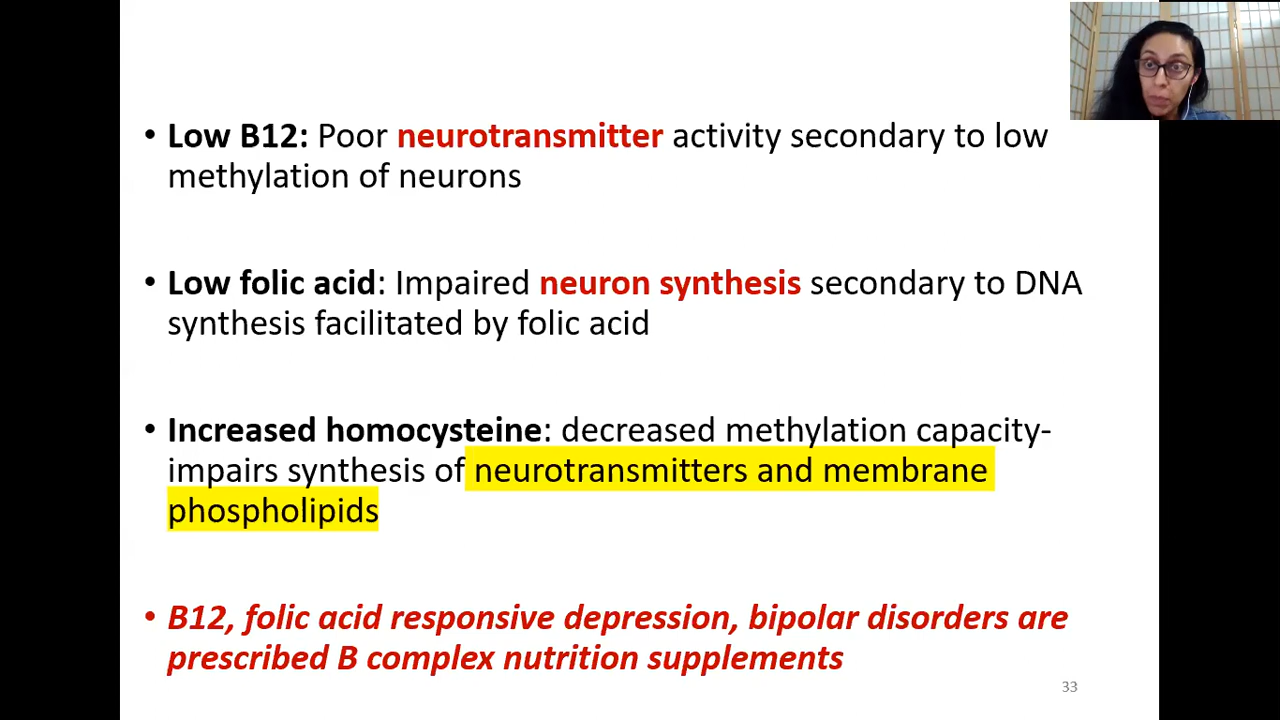 • Low B12: Poor neurotransmitter activity secondary to low
methylation of neurons
• Low folic acid: Impaired neuron synthesis secondary to DNA
synthesis facilitated by folic acid
• Increased homocysteine: decreased methylation capacity-
impairs synthesis of neurotransmitters and membrane
phospholipids
• B12, folic acid responsive depression, bipolar disorders are
prescribed B complex nutrition supplements
33